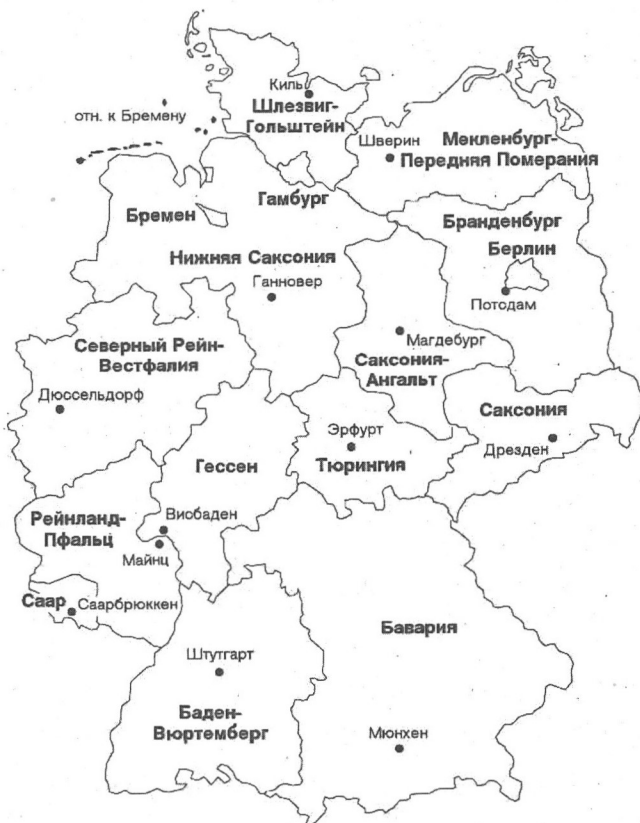 Киль
Шлезвиг-
Гольштейн
отн. к Бремену
Шверин
Мекленбург-
Передняя Померания
Гамбург
Бремен
Бранденбург
Берлин
Нижняя Саксония
Ганновер
Потсдам
Магдебург
Саксония-
Ангальт
Северный Рейн-
Вестфалия
Дюссельдорф
Саксония
Дрезден
Эрфурт
Тюрингия
Гессен
Рейнланд-
Пфальц
Висбаден
Майнц
Саар
Саарбрюккен
Бавария
Штутгарт
Баден-
Вюртемберг
Мюнхен